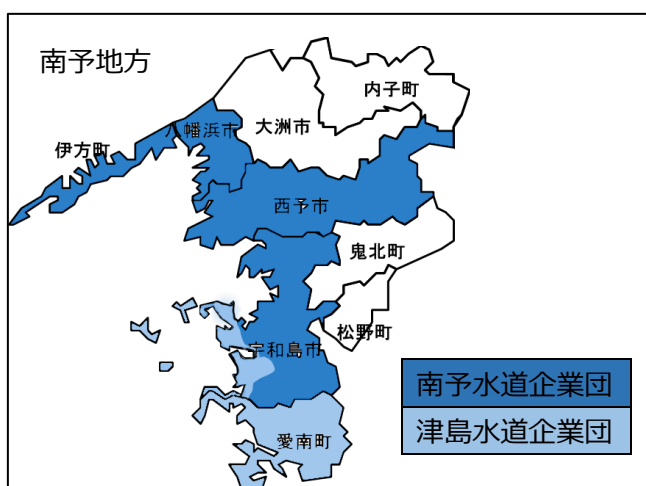 南予地方
内子町
大洲市
八幡浜市
伊方町
西予市
鬼北町
松野町
宇和島市
愛南町
南予水道企業団
津島水道企業団